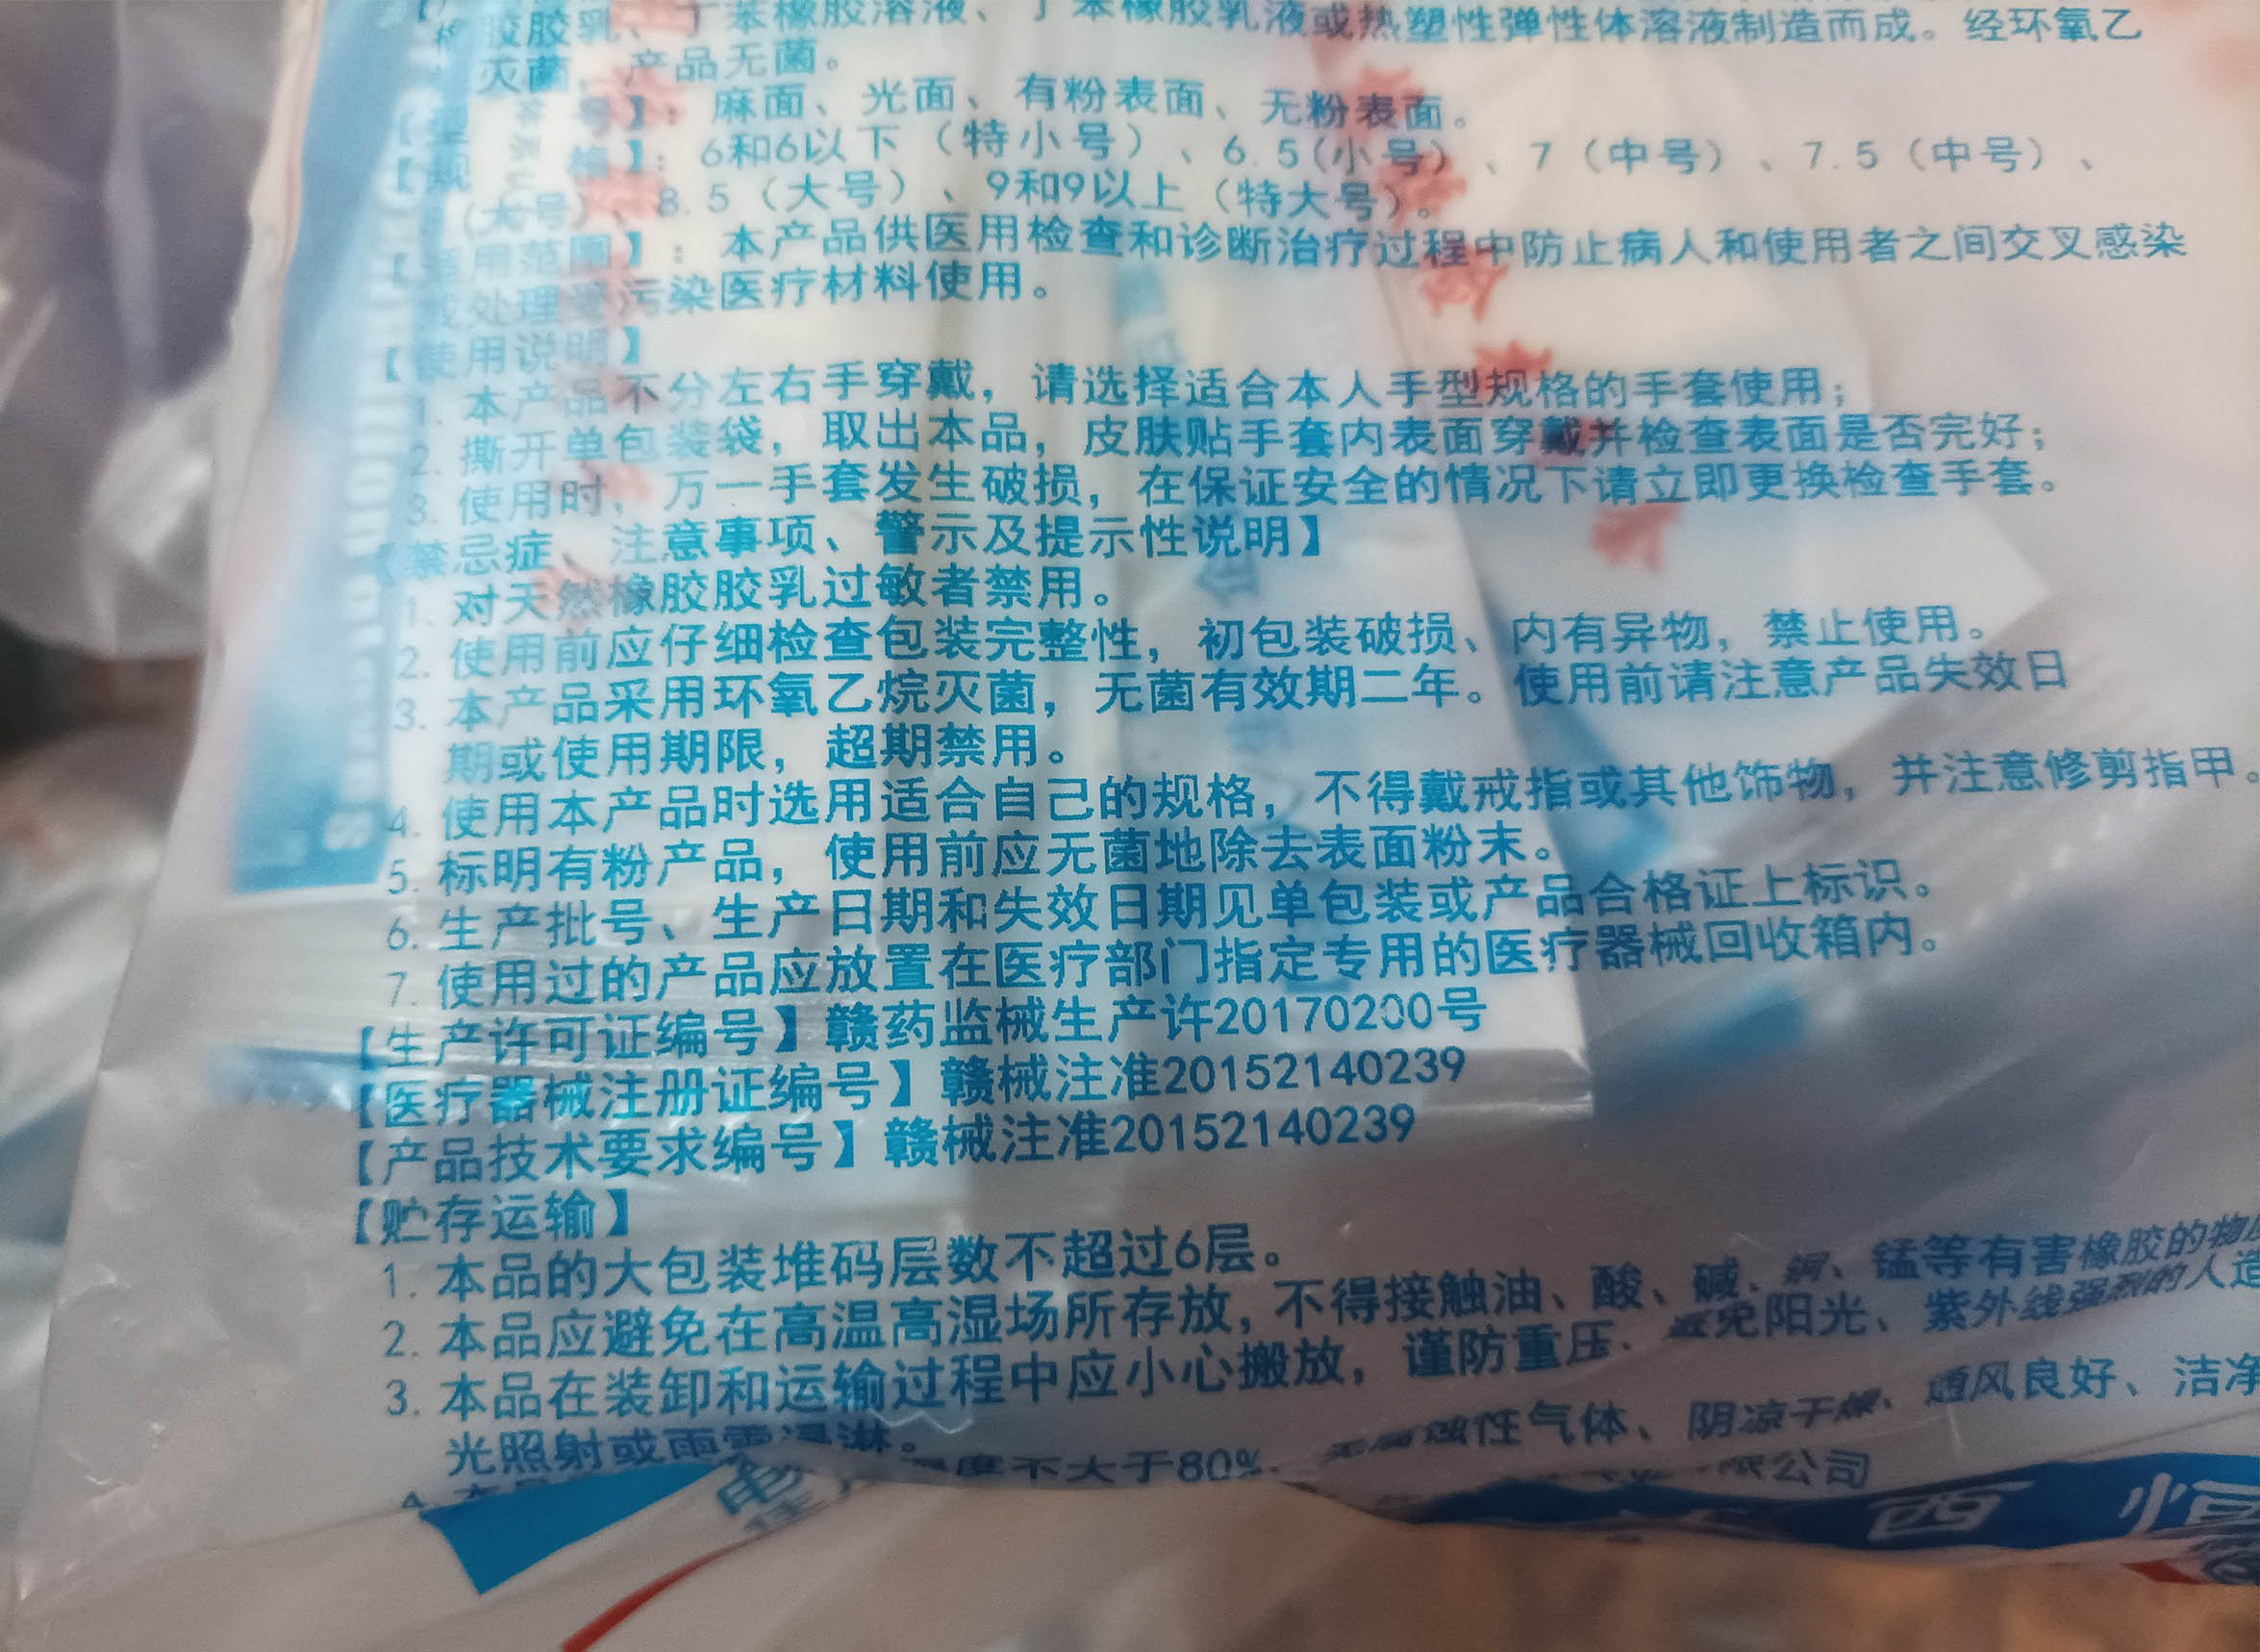 胶胶乳、丁苯橡胶溶液、丁苯橡胶乳液或热塑性弹性体溶液制造而成。经环氧乙
灭菌，产品无菌。
号】：麻面、光面、有粉表面、无粉表面。
【规格】：6和6以下（特小号）、6.5(小号)、7（中号）、7.5（中号）、
(大号)、8.5（大号）、9和9以上（特大号）。
【适用范围】：本产品供医用检查和诊断治疗过程中防止病人和使用者之间交叉感染
或处理受污染医疗材料使用。
【使用说明】
1. 本产品不分左右手穿戴，请选择适合本人手型规格的手套使用；
2. 撕开单包装袋，取出本品，皮肤贴手套内表面穿戴并检查表面是否完好；
3. 使用时，万一手套发生破损，在保证安全的情况下请立即更换检查手套。
【禁忌症、注意事项、警示及提示性说明】
1. 对天然橡胶胶乳过敏者禁用。
2. 使用前应仔细检查包装完整性，初包装破损、内有异物，禁止使用。
3. 本产品采用环氧乙烷灭菌，无菌有效期二年。使用前请注意产品失效日
期或使用期限，超期禁用。
4. 使用本产品时选用适合自己的规格，不得戴戒指或其他饰物，并注意修剪指甲。
5. 标明有粉产品，使用前应无菌地除去表面粉末。
6. 生产批号、生产日期和失效日期见单包装或产品合格证上标识。
7. 使用过的产品应放置在医疗部门指定专用的医疗器械回收箱内。
【生产许可证编号】赣药监械生产许20170200号
【医疗器械注册证编号】赣械注准20152140239
【产品技术要求编号】赣械注准20152140239
【贮存运输】
1. 本品的大包装堆码层数不超过6层。
2. 本品应避免在高温高湿场所存放，不得接触油、酸、碱、铜、锰等有害橡胶的物
3. 本品在装卸和运输过程中应小心搬放，谨防重压．避免阳光、紫外线强烈的人造
光照射或雨雪浸淋。
湿度不大于80%．无腐蚀性气体、阴凉干燥、通风良好、洁净
限公司
西 恒